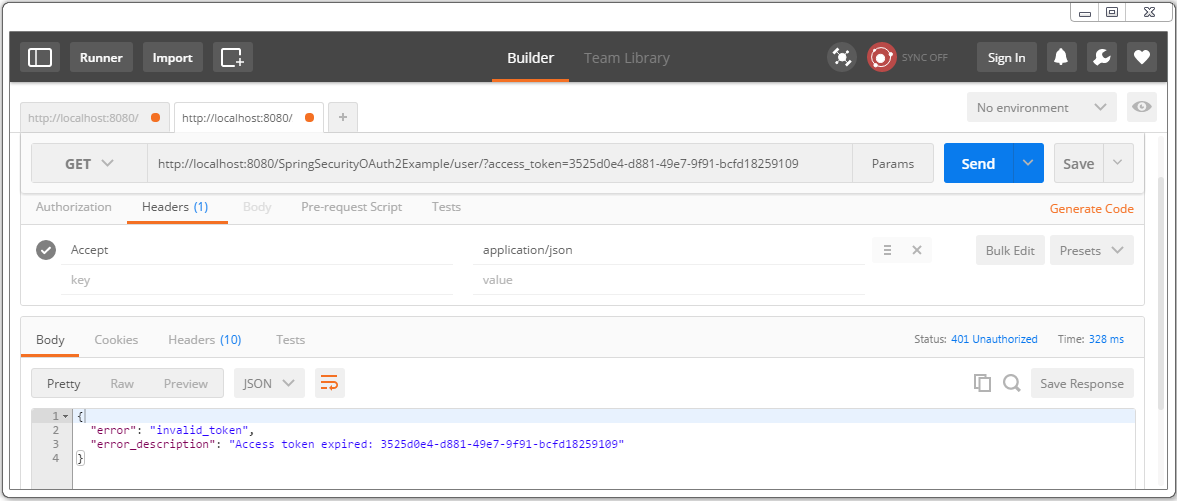 Runner Import Builder Team Library SYNC OFF Sign In
http://localhost:8080/ http://localhost:8080/ + No environment
GET http://localhost:8080/SpringSecurityOAuth2Example/user/?access_token=3525d0e4-d881-49e7-9f91-bcfd18259109 Params Send Save
Authorization Headers (1) Body Pre-request Script Tests Generate Code
Accept application/json Bulk Edit Presets
key value
Body Cookies Headers (10) Tests Status: 401 Unauthorized Time: 328 ms
Pretty Raw Preview JSON Save Response
1 {
2 "error": "invalid_token",
3 "error_description": "Access token expired: 3525d0e4-d881-49e7-9f91-bcfd18259109"
4 }